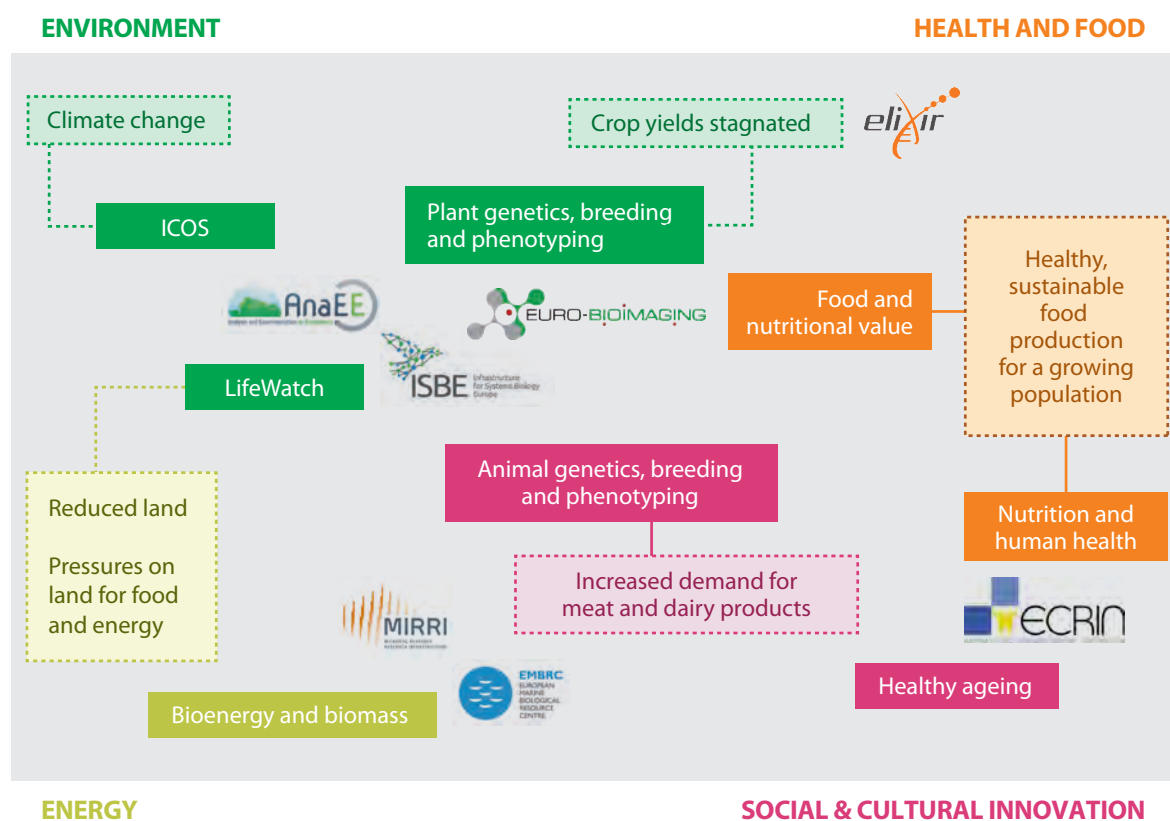 ENVIRONMENT
HEALTH AND FOOD
Climate change
Crop yields stagnated
elixir
ICOS
Plant genetics, breeding
and phenotyping
Healthy,
sustainable
food
production
for a growing
population
AnaEE
EURO-BIOIMAGING
Food and
nutritional value
ISBE
Infrastructure
for Systems Biology
Europe
LifeWatch
Animal genetics, breeding
and phenotyping
Reduced land
Pressures on
land for food
and energy
Nutrition and
human health
Increased demand for
meat and dairy products
MIRRI
ECRIN
EMBRC
EUROPEAN
MARINE
BIOLOGICAL
RESOURCE
CENTRE
Healthy ageing
Bioenergy and biomass
ENERGY
SOCIAL & CULTURAL INNOVATION